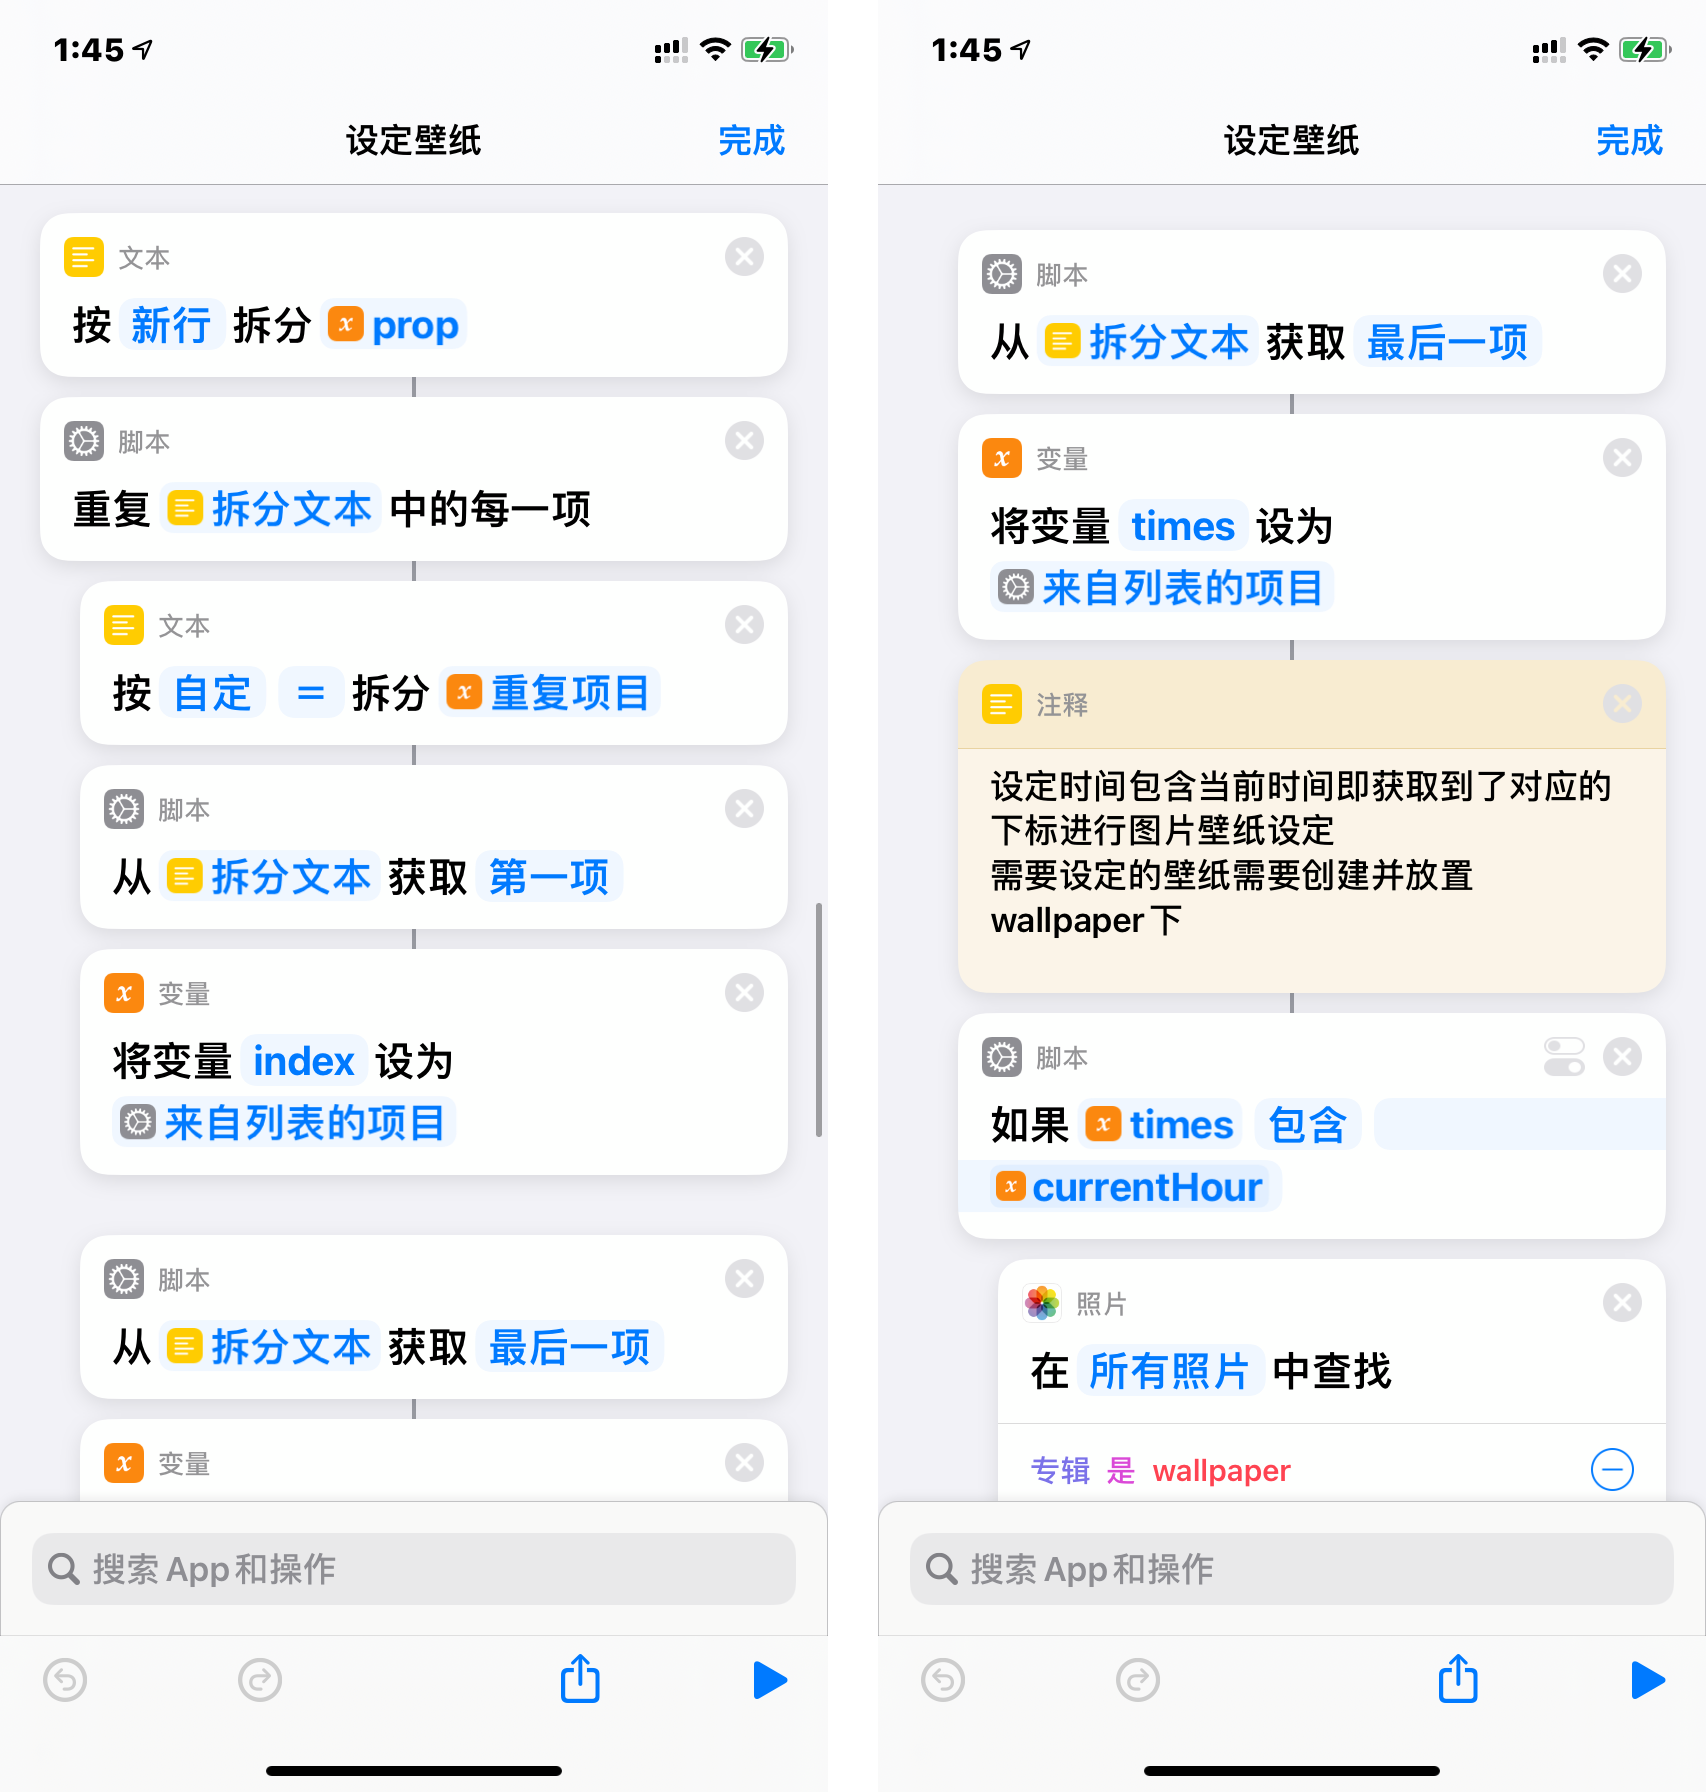 1:45
设定壁纸
完成
文本
按 新行 拆分 x prop
脚本
重复 拆分文本 中的每一项
文本
按 自定 = 拆分 x 重复项目
脚本
从 拆分文本 获取 第一项
x 变量
将变量 index 设为
来自列表的项目
脚本
从 拆分文本 获取 最后一项
x 变量
搜索 App 和操作
1:45
设定壁纸
完成
脚本
从 拆分文本 获取 最后一项
x 变量
将变量 times 设为
来自列表的项目
注释
设定时间包含当前时间即获取到了对应的
下标进行图片壁纸设定
需要设定的壁纸需要创建并放置
wallpaper 下
脚本
如果 x times 包含
x currentHour
照片
在 所有照片 中查找
专辑 是 wallpaper
搜索 App 和操作